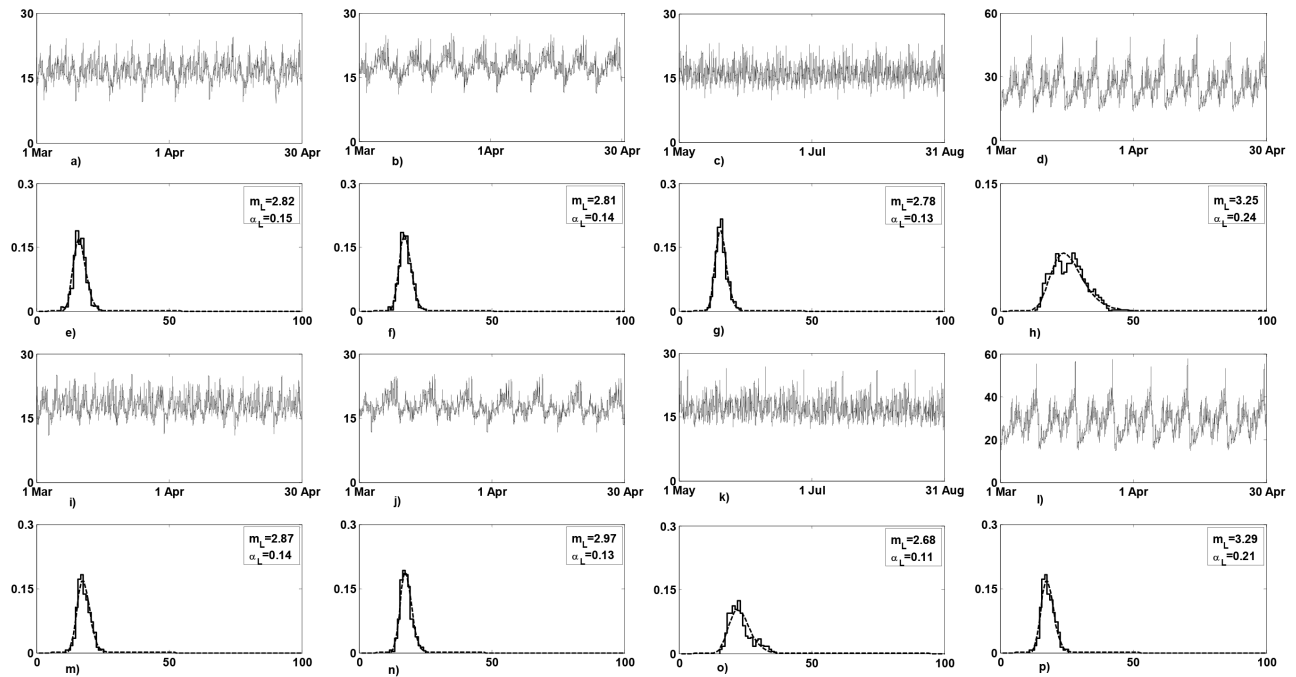 30 30 30 60
15 15 15 30
0 0 0 0
1 Mar 1 Apr 30 Apr 1 Mar 1Apr 30 Apr 1 May 1 Jul 31 Aug 1 Mar 1 Apr 30 Apr
a) b) c) d)
0.3 0.3 0.3 0.15
m_L=2.82 m_L=2.81 m_L=2.78 m_L=3.25
α_L=0.15 α_L=0.14 α_L=0.13 α_L=0.24
0.15 0.15 0.15
0 0 0 0
0 50 100 0 50 100 0 50 100 0 50 100
e) f) g) h)
30 30 30 60
15 15 15 40
20
0 0 0 0
1 Mar 1 Apr 30 Apr 1 Mar 1 Apr 30 Apr 1 May 1 Jul 31 Aug 1 Mar 1 Apr 30 Apr
i) j) k) l)
0.3 0.3 0.3 0.3
m_L=2.87 m_L=2.97 m_L=2.68 m_L=3.29
α_L=0.14 α_L=0.13 α_L=0.11 α_L=0.21
0.15 0.15 0.15 0.15
0 0 0 0
0 50 100 0 50 100 0 50 100 0 50 100
m) n) o) p)